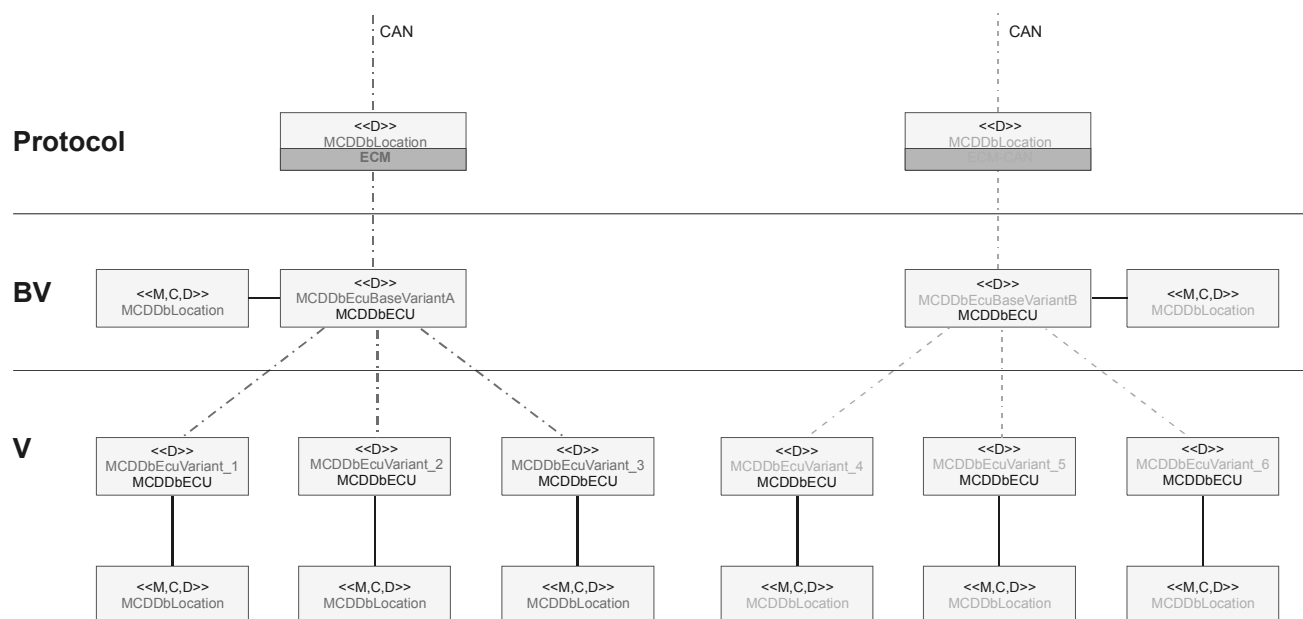 CAN
CAN
Protocol
<<D>>
MCDDbLocation
ECM
<<D>>
MCDDbLocation
ECM-CAN
BV
<<M,C,D>>
MCDDbLocation
<<D>>
MCDDbEcuBaseVariantA
MCDDbECU
<<D>>
MCDDbEcuBaseVariantB
MCDDbECU
<<M,C,D>>
MCDDbLocation
V
<<D>>
MCDDbEcuVariant_1
MCDDbECU
<<D>>
MCDDbEcuVariant_2
MCDDbECU
<<D>>
MCDDbEcuVariant_3
MCDDbECU
<<D>>
MCDDbEcuVariant_4
MCDDbECU
<<D>>
MCDDbEcuVariant_5
MCDDbECU
<<D>>
MCDDbEcuVariant_6
MCDDbECU
<<M,C,D>>
MCDDbLocation
<<M,C,D>>
MCDDbLocation
<<M,C,D>>
MCDDbLocation
<<M,C,D>>
MCDDbLocation
<<M,C,D>>
MCDDbLocation
<<M,C,D>>
MCDDbLocation